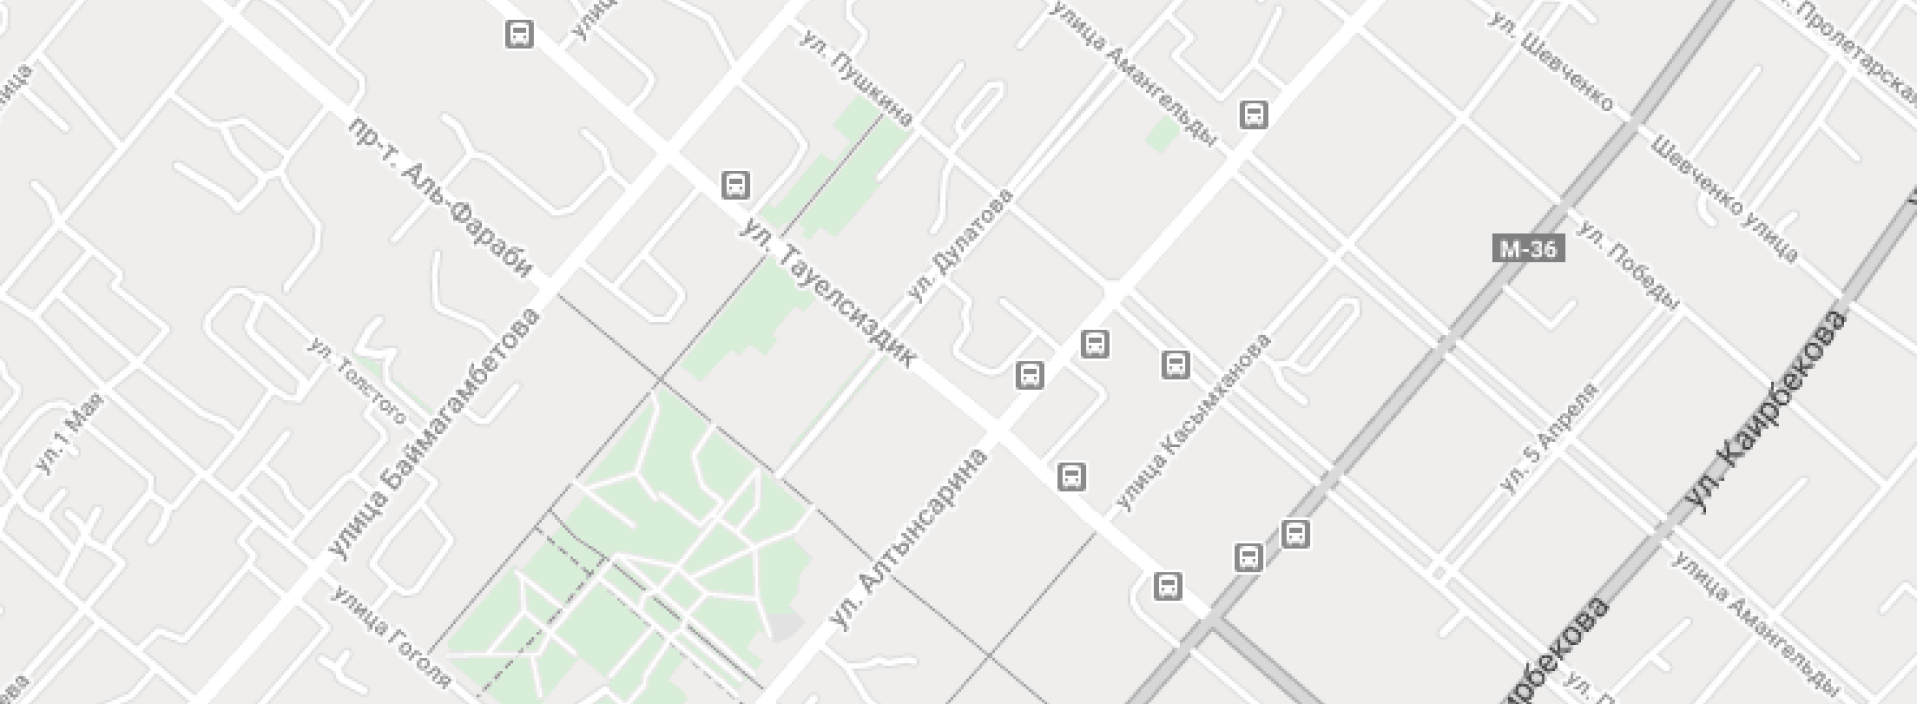 ул. Пушкина
улица Амангельды
ул. Шевченко
Пролетарская
пр-т. Аль-Фараби
Шевченко улица
ул. Дулатова
ул. Тауелсиздик
М-36
ул. Победы
ул. Толстого
улица Баймагамбетова
ул. 1 Мая
улица Касымханова
ул. Каирбекова
ул. 5 Апреля
ул. Алтынсарина
улица Гоголя
улица Амангельды
ирбекова
ул. П